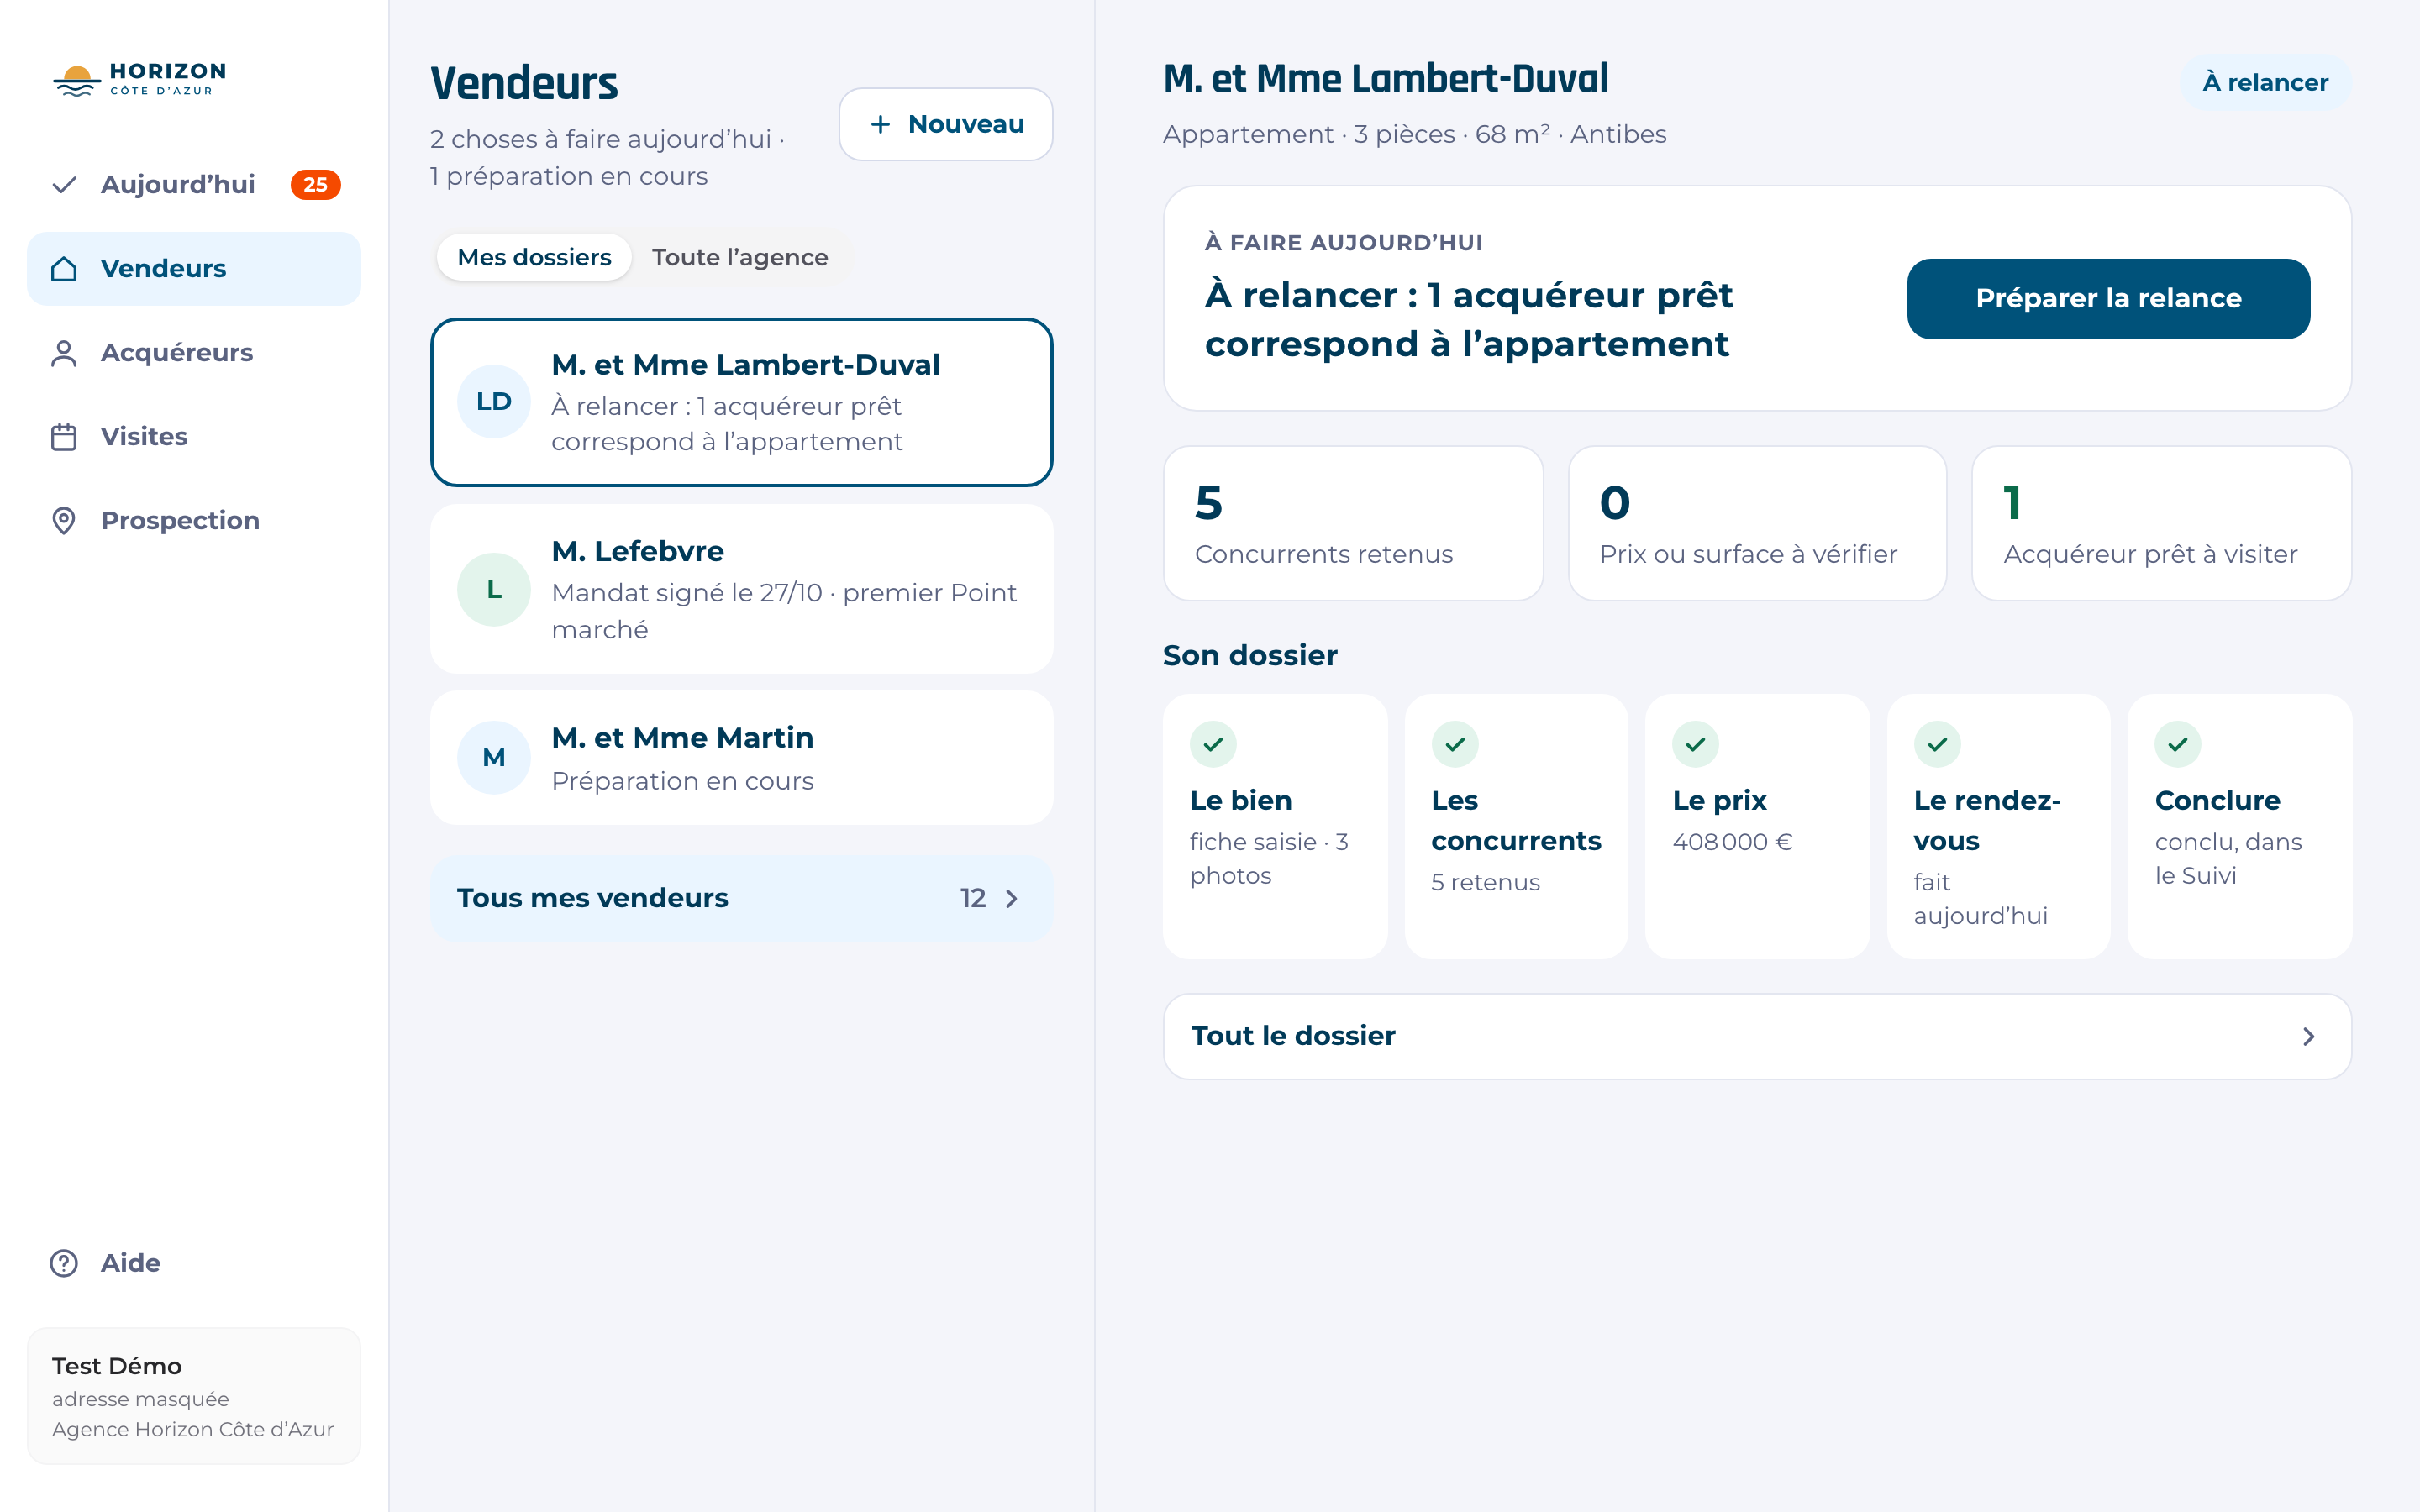 HORIZON
CÔTE D'AZUR
Aujourd’hui 25
Vendeurs
Acquéreurs
Visites
Prospection
Aide
Test Démo
adresse masquée
Agence Horizon Côte d’Azur
Vendeurs
2 choses à faire aujourd’hui ·
1 préparation en cours
+ Nouveau
Mes dossiers
Toute l’agence
LD
M. et Mme Lambert-Duval
À relancer : 1 acquéreur prêt
correspond à l’appartement
L
M. Lefebvre
Mandat signé le 27/10 · premier Point
marché
M
M. et Mme Martin
Préparation en cours
Tous mes vendeurs 12
M. et Mme Lambert-Duval
À relancer
Appartement · 3 pièces · 68 m² · Antibes
À FAIRE AUJOURD’HUI
À relancer : 1 acquéreur prêt
correspond à l’appartement
Préparer la relance
5
Concurrents retenus
0
Prix ou surface à vérifier
1
Acquéreur prêt à visiter
Son dossier
Le bien
fiche saisie · 3
photos
Les
concurrents
5 retenus
Le prix
408 000 €
Le rendez-
vous
fait
aujourd’hui
Conclure
conclu, dans
le Suivi
Tout le dossier